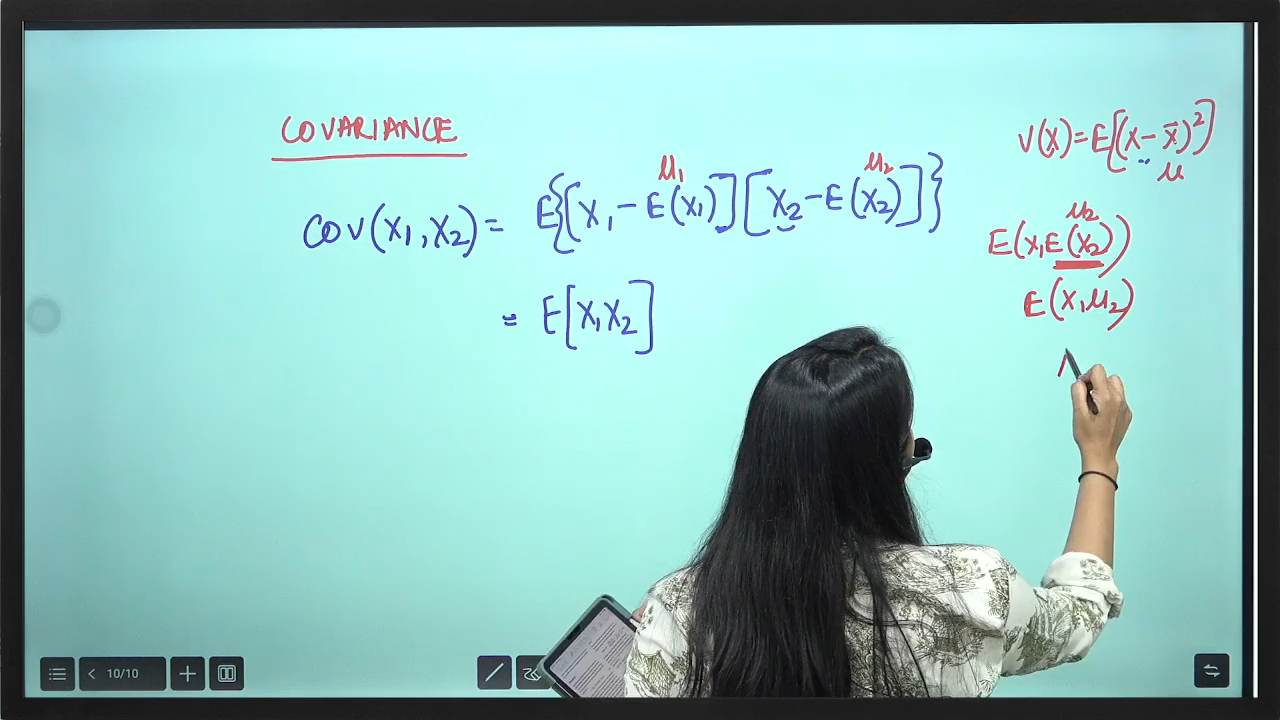 COVARIANCE
V(X) = E[(X - X̄)²]
μ
μ₁ μ₂
COV(X₁, X₂) = E{[X₁ - E(X₁)][X₂ - E(X₂)]}
μ₂
E(X₁E(X₂))
= E[X₁X₂]
E(X₁μ₂)
10/10